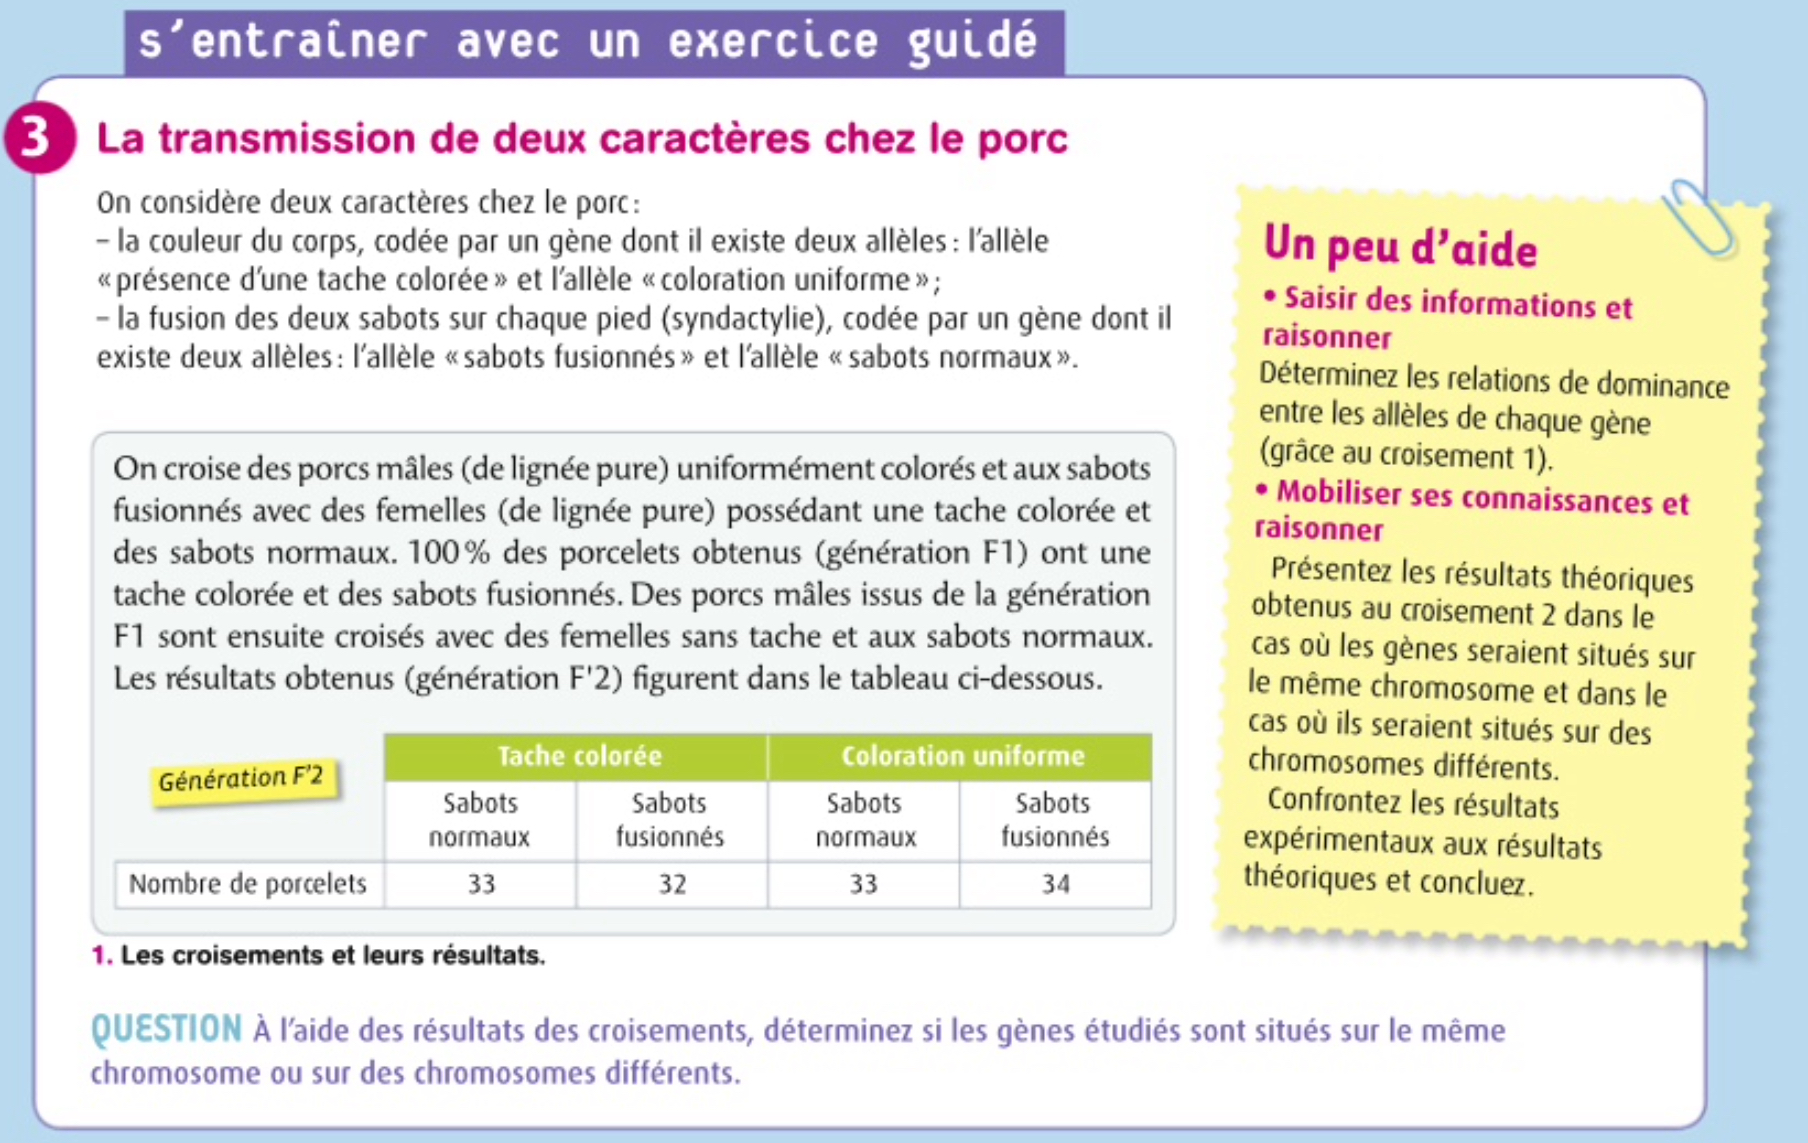 s'entraîner avec un exercice guidé
3 La transmission de deux caractères chez le porc
On considère deux caractères chez le porc :
– la couleur du corps, codée par un gène dont il existe deux allèles : l'allèle
« présence d'une tache colorée » et l'allèle « coloration uniforme » ;
– la fusion des deux sabots sur chaque pied (syndactylie), codée par un gène dont il
existe deux allèles : l'allèle « sabots fusionnés » et l'allèle « sabots normaux ».
On croise des porcs mâles (de lignée pure) uniformément colorés et aux sabots
fusionnés avec des femelles (de lignée pure) possédant une tache colorée et
des sabots normaux. 100 % des porcelets obtenus (génération F1) ont une
tache colorée et des sabots fusionnés. Des porcs mâles issus de la génération
F1 sont ensuite croisés avec des femelles sans tache et aux sabots normaux.
Les résultats obtenus (génération F'2) figurent dans le tableau ci-dessous.
Génération F'2
Tache colorée Coloration uniforme
Sabots normaux Sabots fusionnés Sabots normaux Sabots fusionnés
Nombre de porcelets 33 32 33 34
1. Les croisements et leurs résultats.
Un peu d'aide
• Saisir des informations et
raisonner
Déterminez les relations de dominance
entre les allèles de chaque gène
(grâce au croisement 1).
• Mobiliser ses connaissances et
raisonner
Présentez les résultats théoriques
obtenus au croisement 2 dans le
cas où les gènes seraient situés sur
le même chromosome et dans le
cas où ils seraient situés sur des
chromosomes différents.
Confrontez les résultats
expérimentaux aux résultats
théoriques et concluez.
QUESTION À l'aide des résultats des croisements, déterminez si les gènes étudiés sont situés sur le même
chromosome ou sur des chromosomes différents.